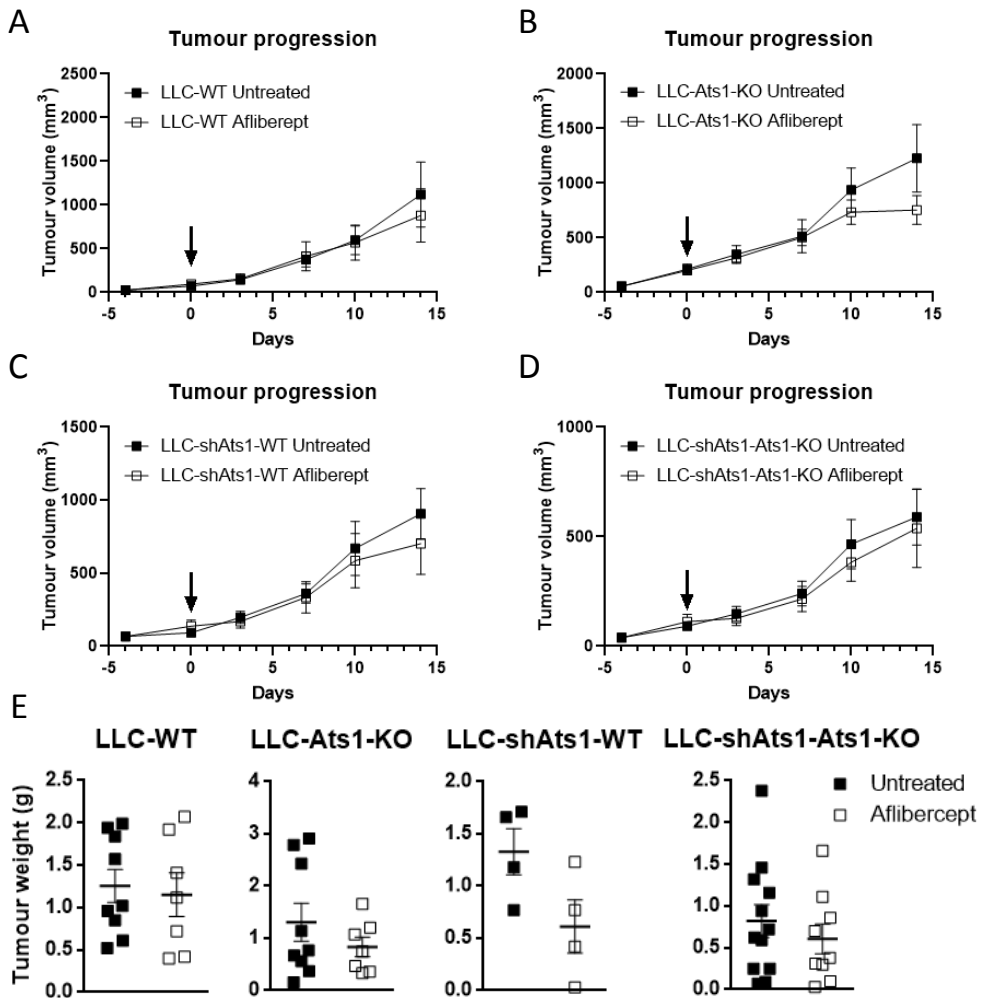 A
Tumour progression
Tumour volume (mm³)
2500
2000
1500
1000
500
0
LLC-WT Untreated
LLC-WT Afliberept
-5
0
5
10
15
Days
B
Tumour progression
Tumour volume (mm³)
2000
1500
1000
500
0
LLC-Ats1-KO Untreated
LLC-Ats1-KO Afliberept
-5
0
5
10
15
Days
C
Tumour progression
Tumour volume (mm³)
1500
1000
500
0
LLC-shAts1-WT Untreated
LLC-shAts1-WT Afliberept
-5
0
5
10
15
Days
D
Tumour progression
Tumour volume (mm³)
1000
500
0
LLC-shAts1-Ats1-KO Untreated
LLC-shAts1-Ats1-KO Afliberept
-5
0
5
10
15
Days
E
LLC-WT
Tumour weight (g)
2.5
2.0
1.5
1.0
0.5
0.0
LLC-Ats1-KO
4
3
2
1
0
LLC-shAts1-WT
2.0
1.5
1.0
0.5
0.0
LLC-shAts1-Ats1-KO
2.5
2.0
1.5
1.0
0.5
0.0
Untreated
Aflibercept